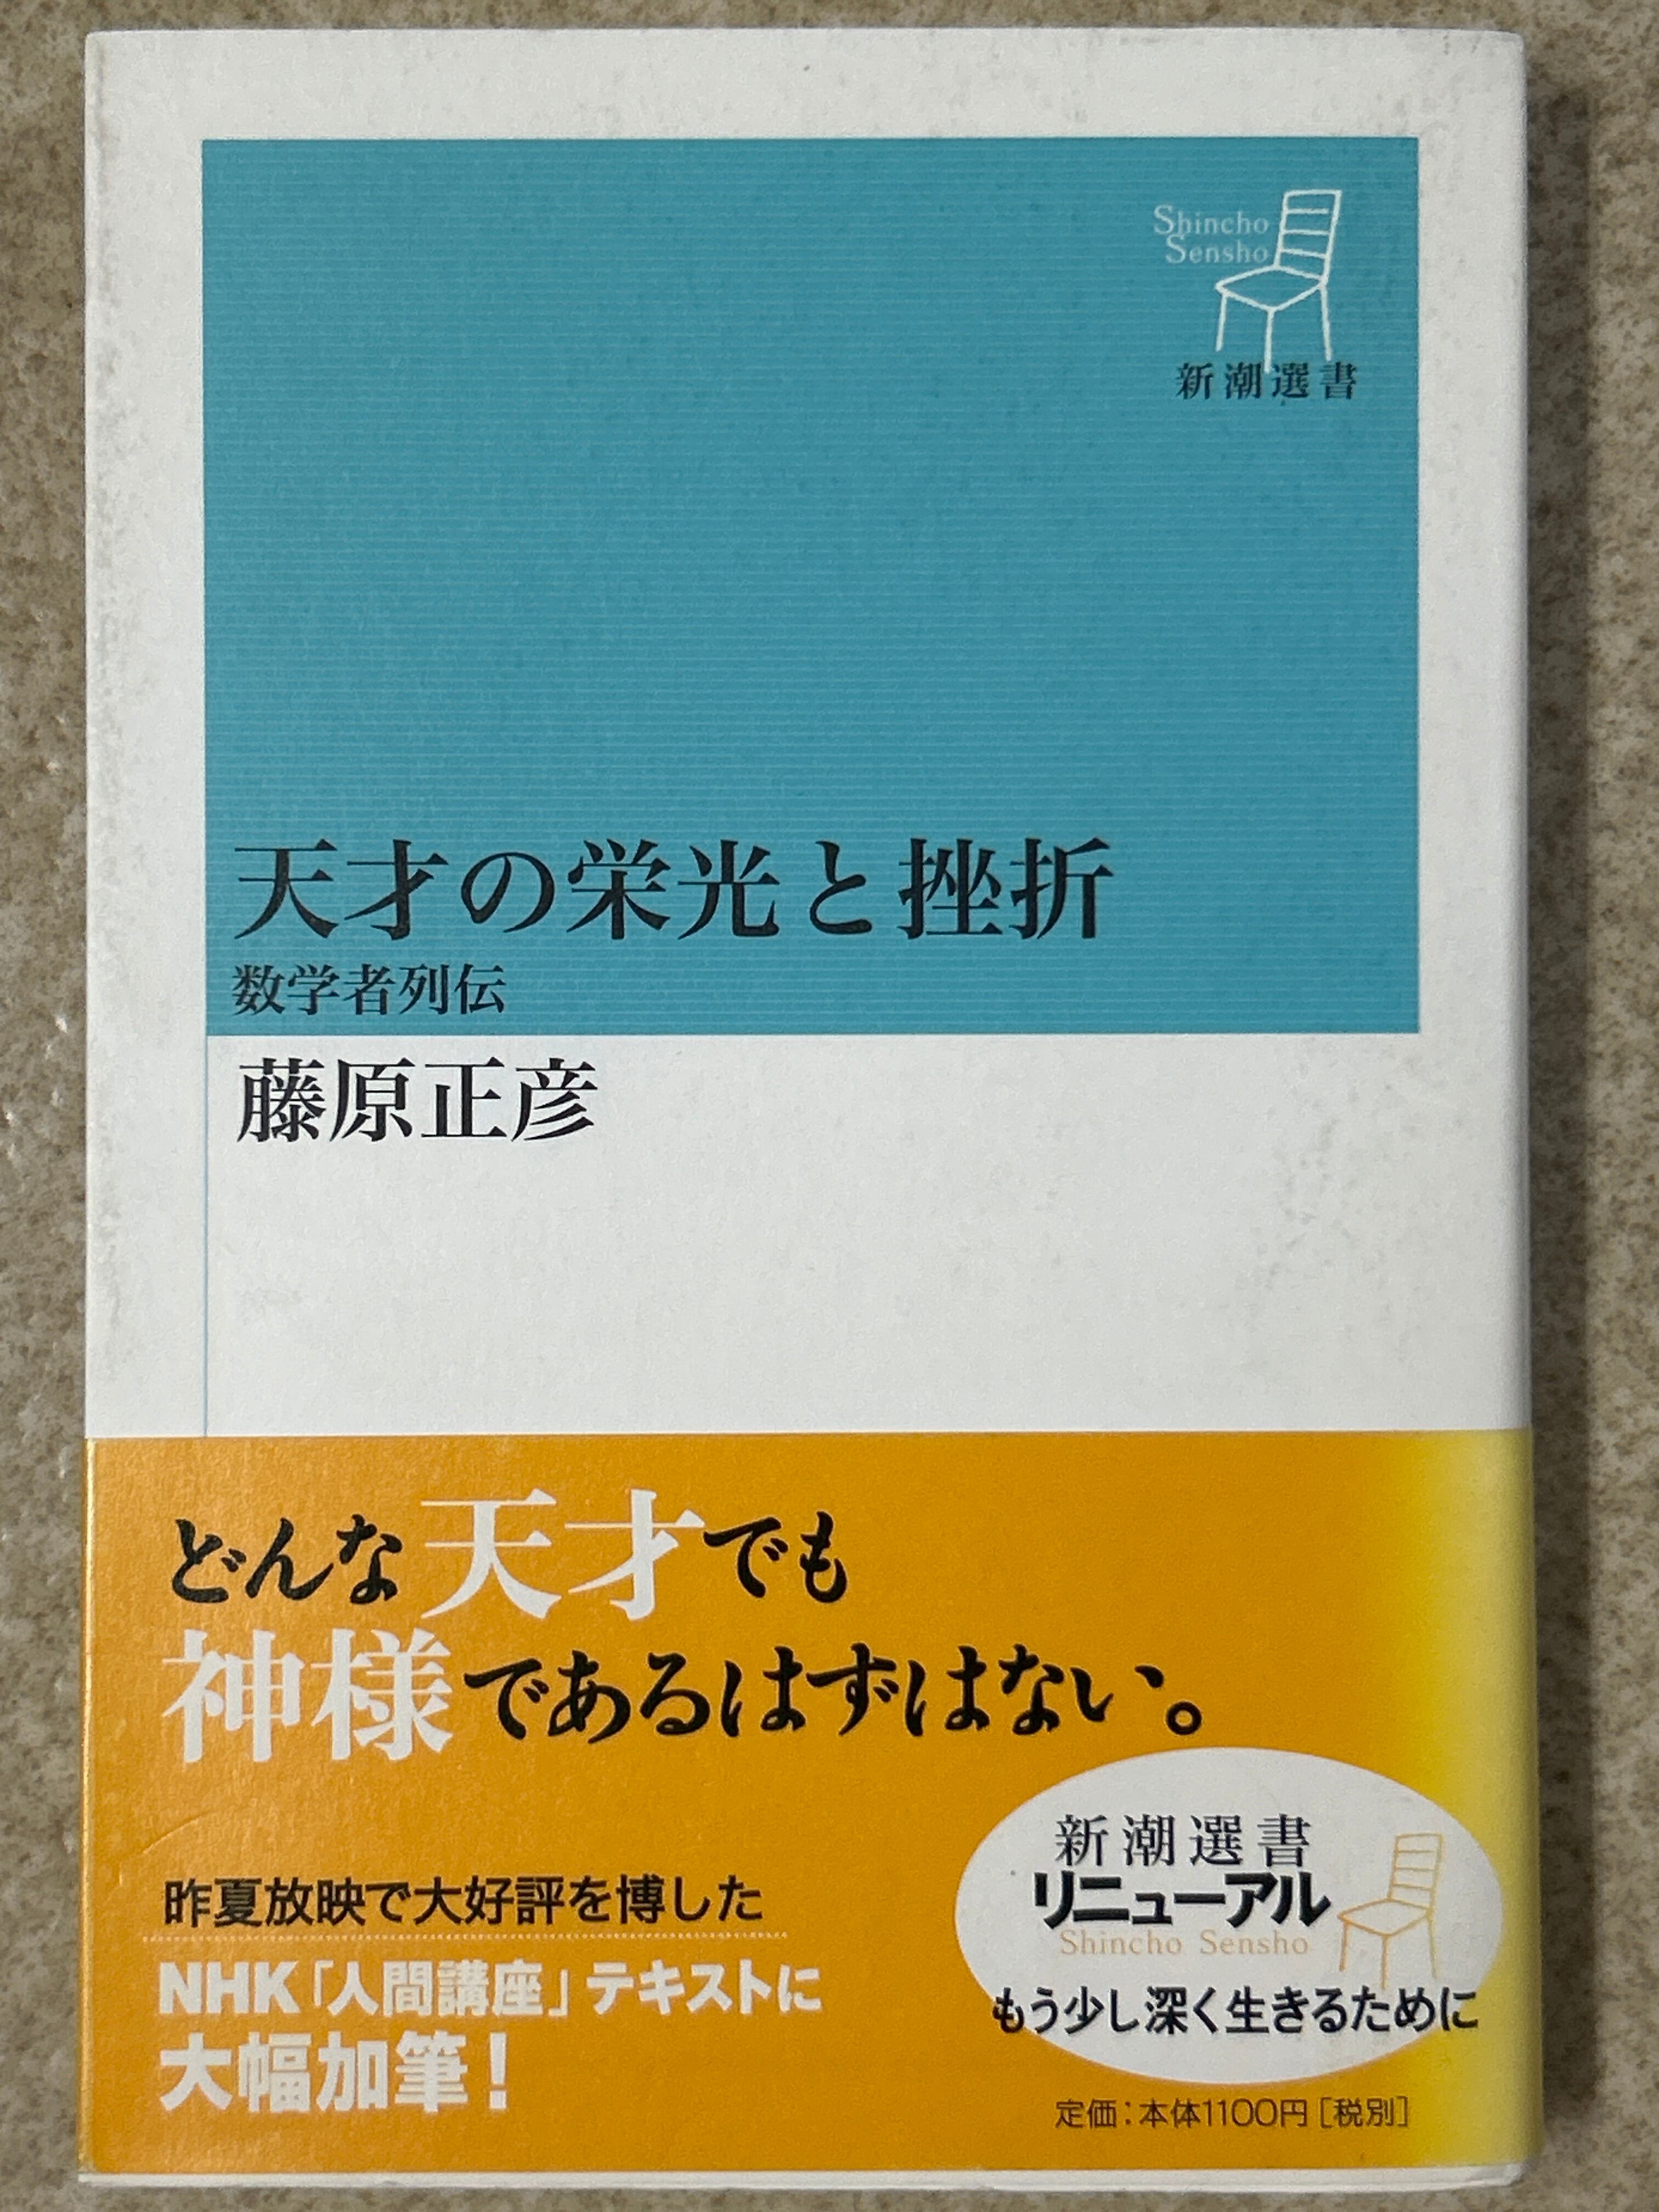 Shincho
Sensho
新潮選書
天才の栄光と挫折
数学者列伝
藤原正彦
どんな天才でも
神様であるはずはない。
昨夏放映で大好評を博した
NHK「人間講座」テキストに
大幅加筆!
新潮選書
リニューアル
Shincho Sensho
もう少し深く生きるために
定価:本体1100円[税別]